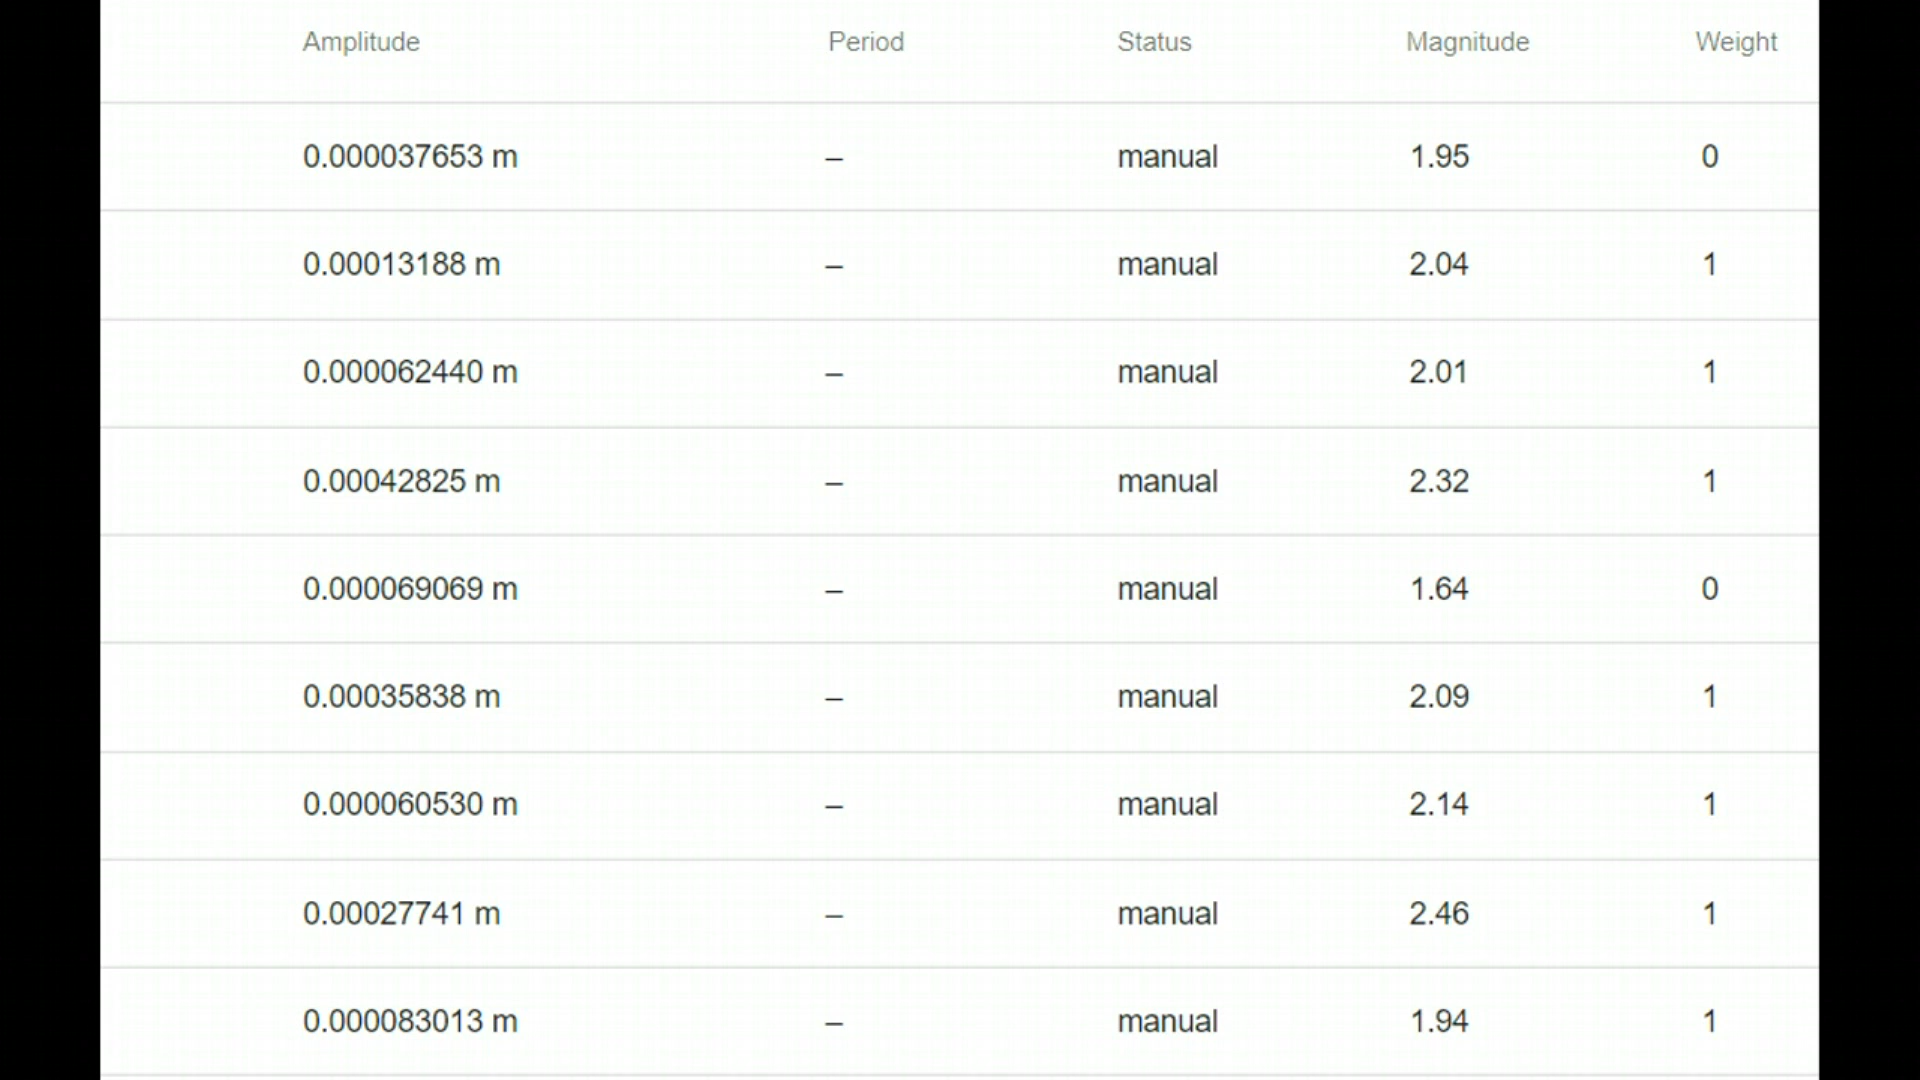 Amplitude Period Status Magnitude Weight
0.000037653 m – manual 1.95 0
0.00013188 m – manual 2.04 1
0.000062440 m – manual 2.01 1
0.00042825 m – manual 2.32 1
0.000069069 m – manual 1.64 0
0.00035838 m – manual 2.09 1
0.000060530 m – manual 2.14 1
0.00027741 m – manual 2.46 1
0.000083013 m – manual 1.94 1